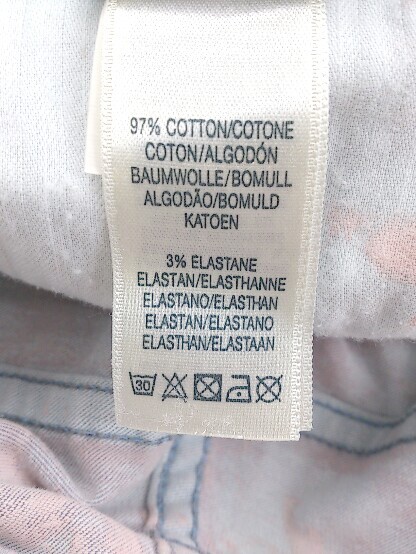 97% COTTON/COTONE
COTON/ALGODÓN
BAUMWOLLE/BOMULL
ALGODÃO/BOMULD
KATOEN
3% ELASTANE
ELASTAN/ELASTHANNE
ELASTANO/ELASTHAN
ELASTAN/ELASTANO
ELASTHAN/ELASTAAN
30